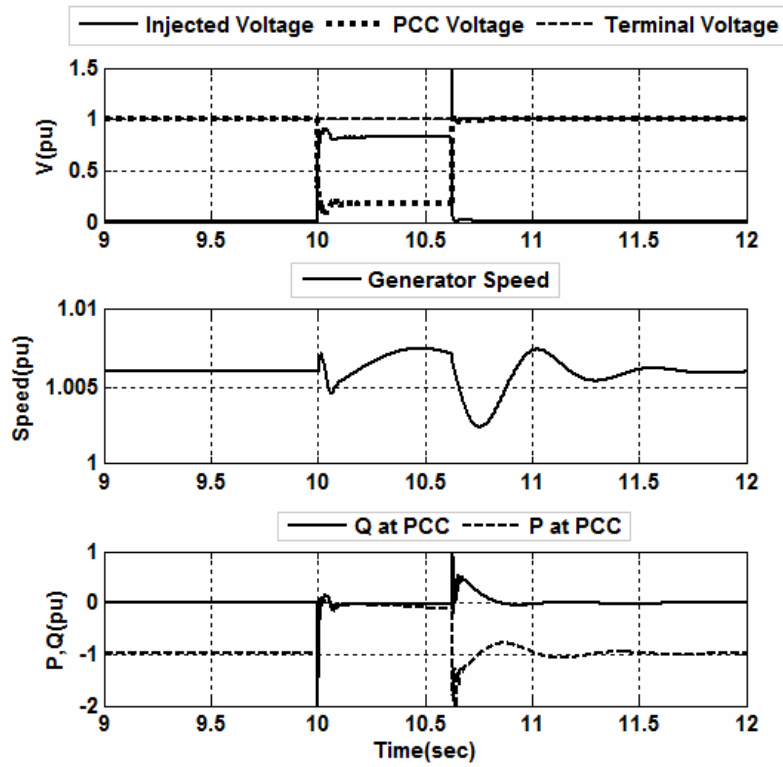 Injected Voltage PCC Voltage Terminal Voltage
1.5
1
0.5
0
V(pu)
9 9.5 10 10.5 11 11.5 12
Generator Speed
1.01
1.005
1
Speed(pu)
9 9.5 10 10.5 11 11.5 12
Q at PCC P at PCC
1
0
-1
-2
P,Q(pu)
9 9.5 10 10.5 11 11.5 12
Time(sec)